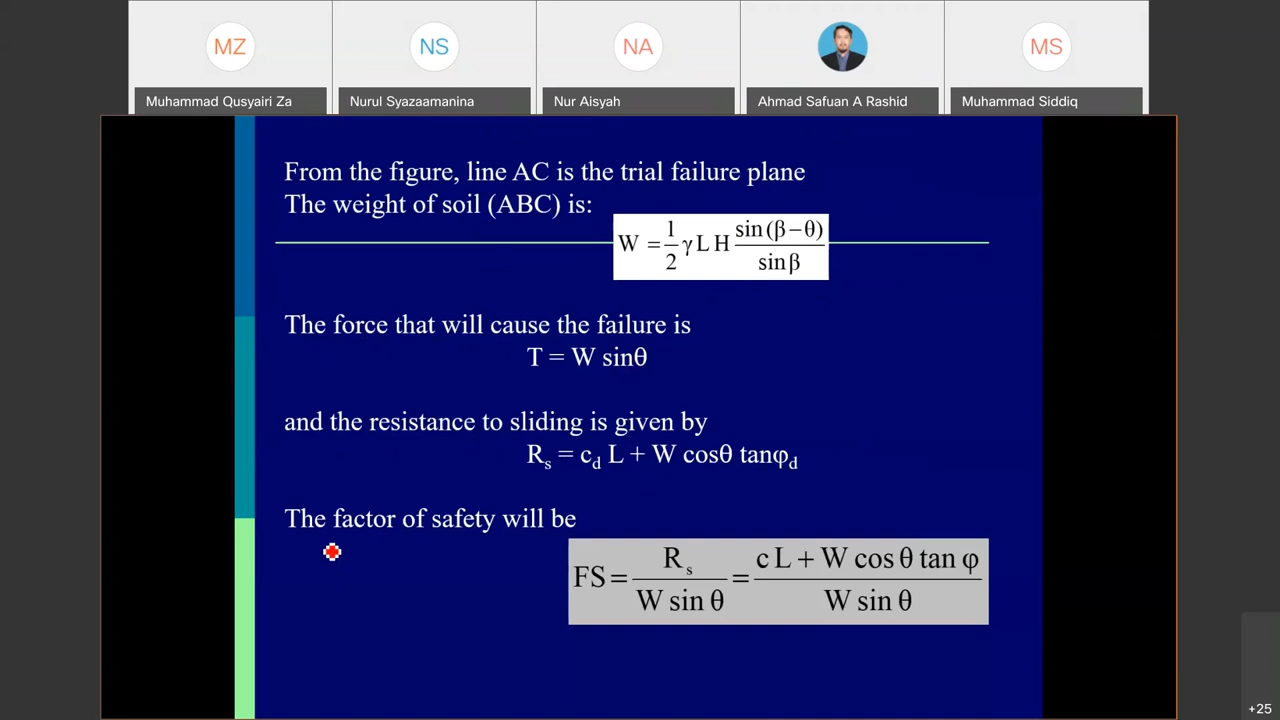 MZ
NS
NA
MS
Muhammad Qusyairi Za
Nurul Syazaamanina
Nur Aisyah
Ahmad Safuan A Rashid
Muhammad Siddiq
From the figure, line AC is the trial failure plane
The weight of soil (ABC) is:
W = 1/2 γ L H sin (β − θ) / sin β
The force that will cause the failure is
T = W sinθ
and the resistance to sliding is given by
Rₛ = c_d L + W cosθ tanφ_d
The factor of safety will be
FS = R_s / W sin θ = c L + W cos θ tan φ / W sin θ
+25